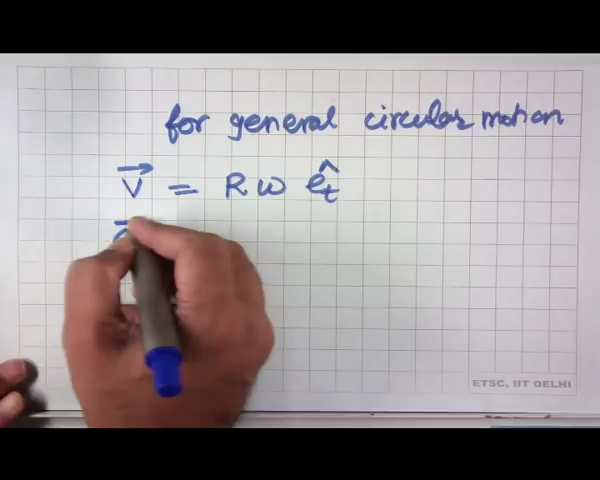 for general circular motion
v⃗ = Rω ê_t
ETSC, IIT DELHI